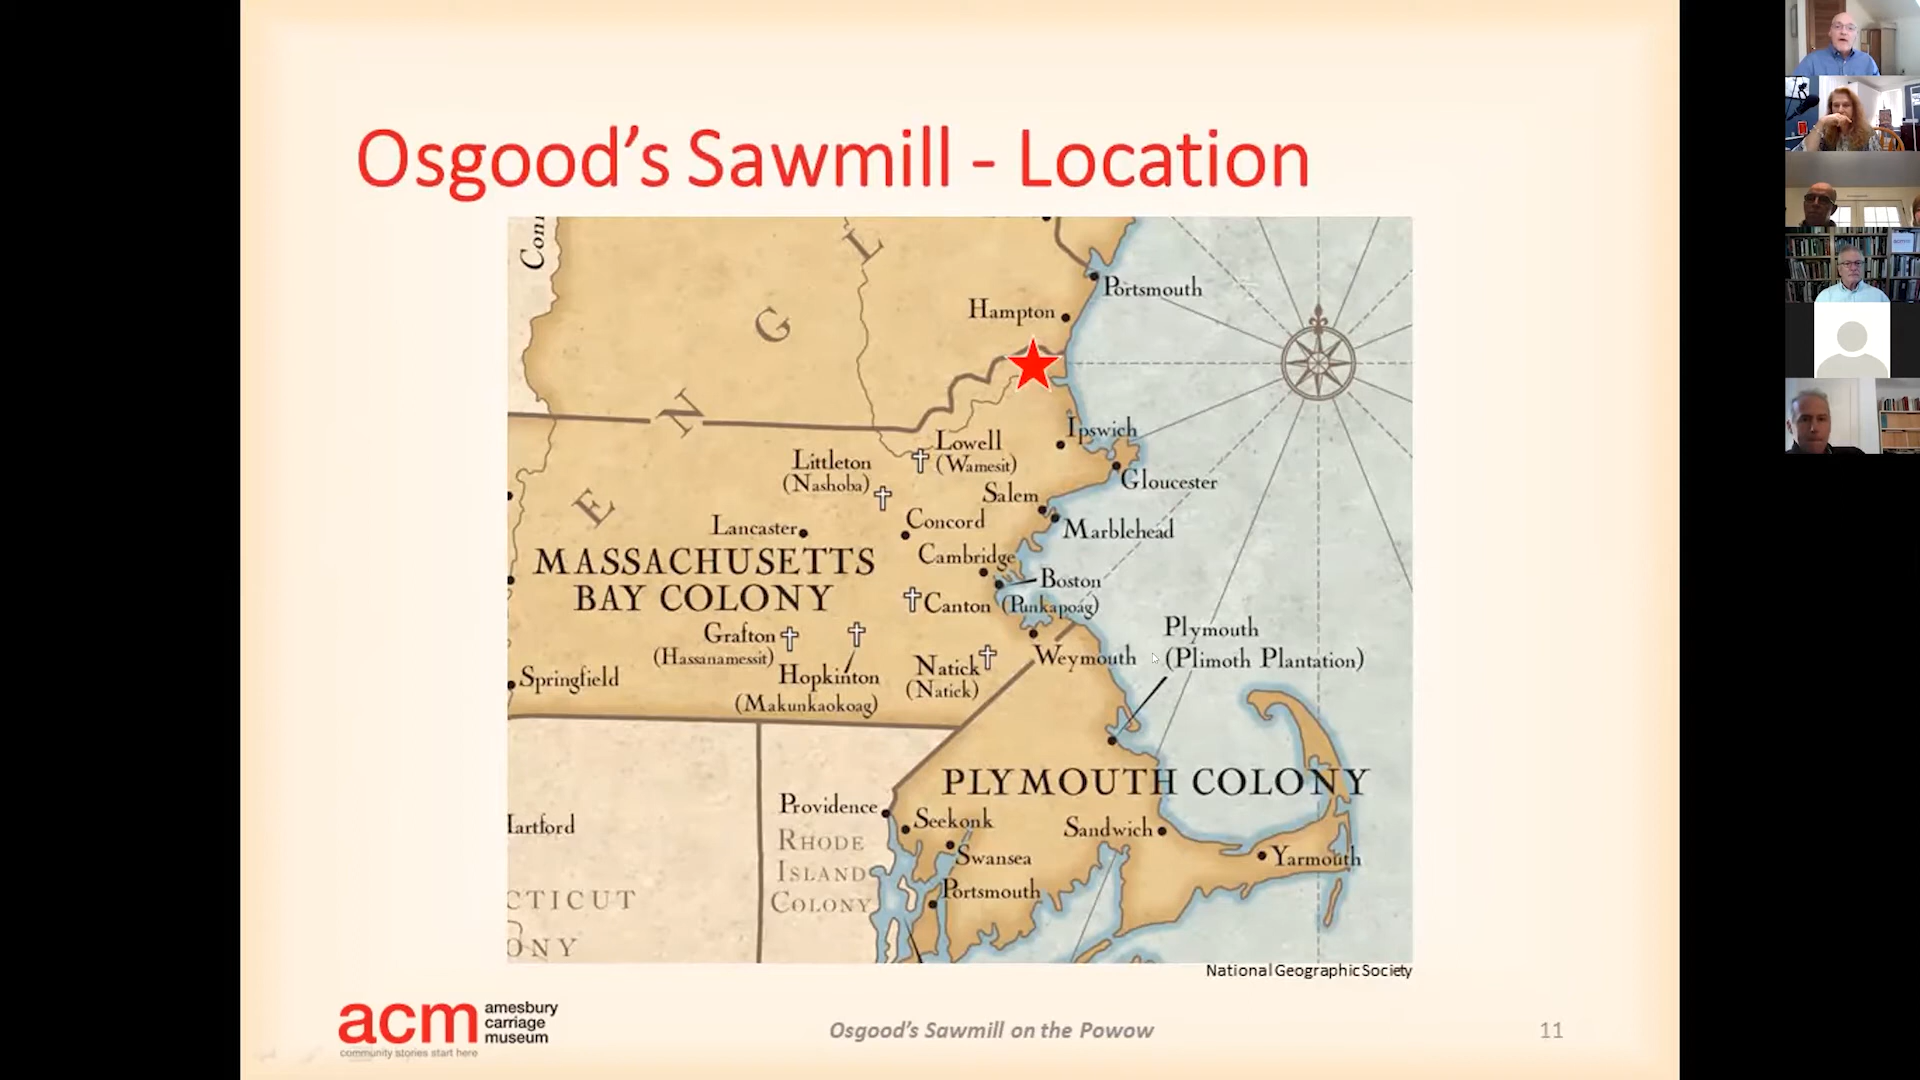 Osgood's Sawmill - Location
L
G
N
E
Portsmouth
Hampton
Ipswich
Lowell
(Wamesit)
Littleton
(Nashoba)
Gloucester
Salem
Lancaster
Concord
Marblehead
MASSACHUSETTS
BAY COLONY
Cambridge
Boston
Canton (Punkapoag)
Grafton
(Hassanamessit)
Plymouth
(Plimoth Plantation)
Weymouth
Natick
(Natick)
Hopkinton
(Makunkaokoag)
Springfield
PLYMOUTH COLONY
Providence
Seekonk
Sandwich
RHODE
ISLAND
COLONY
Swansea
Yarmouth
Portsmouth
CTICUT
ONY
National Geographic Society
acm amesbury
carriage
museum
community stories start here
Osgood's Sawmill on the Powow
11